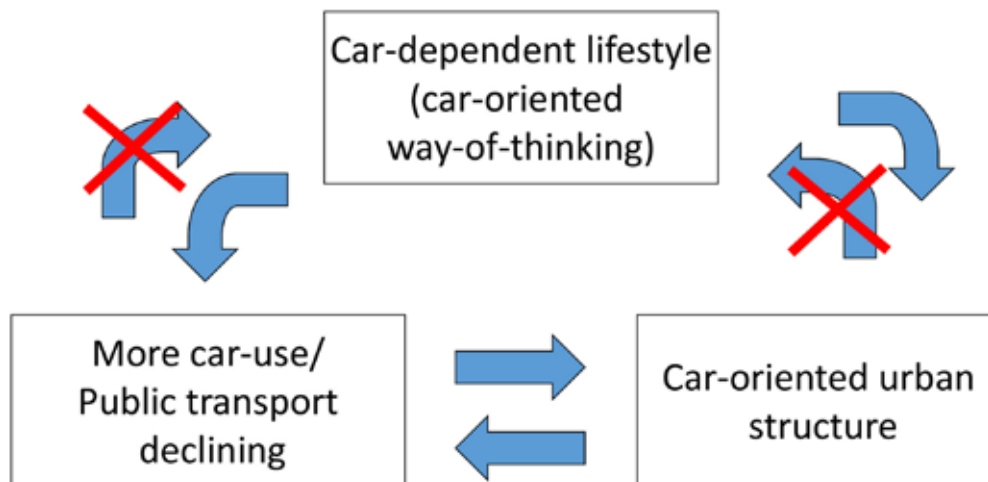 Car-dependent lifestyle
(car-oriented
way-of-thinking)
More car-use/
Public transport
declining
Car-oriented urban
structure